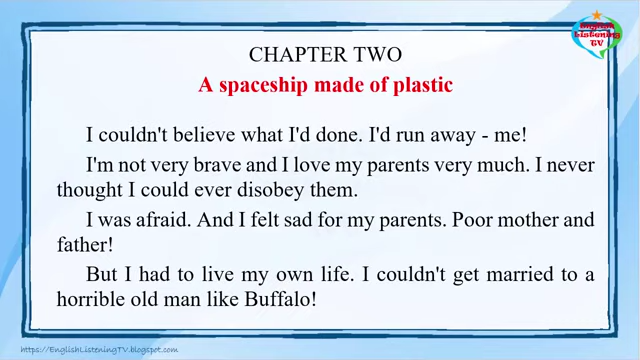 English
Listening
TV
CHAPTER TWO
A spaceship made of plastic
I couldn't believe what I'd done. I'd run away - me!
I'm not very brave and I love my parents very much. I never
thought I could ever disobey them.
I was afraid. And I felt sad for my parents. Poor mother and
father!
But I had to live my own life. I couldn't get married to a
horrible old man like Buffalo!
https://EnglishListeningTV.blogspot.com